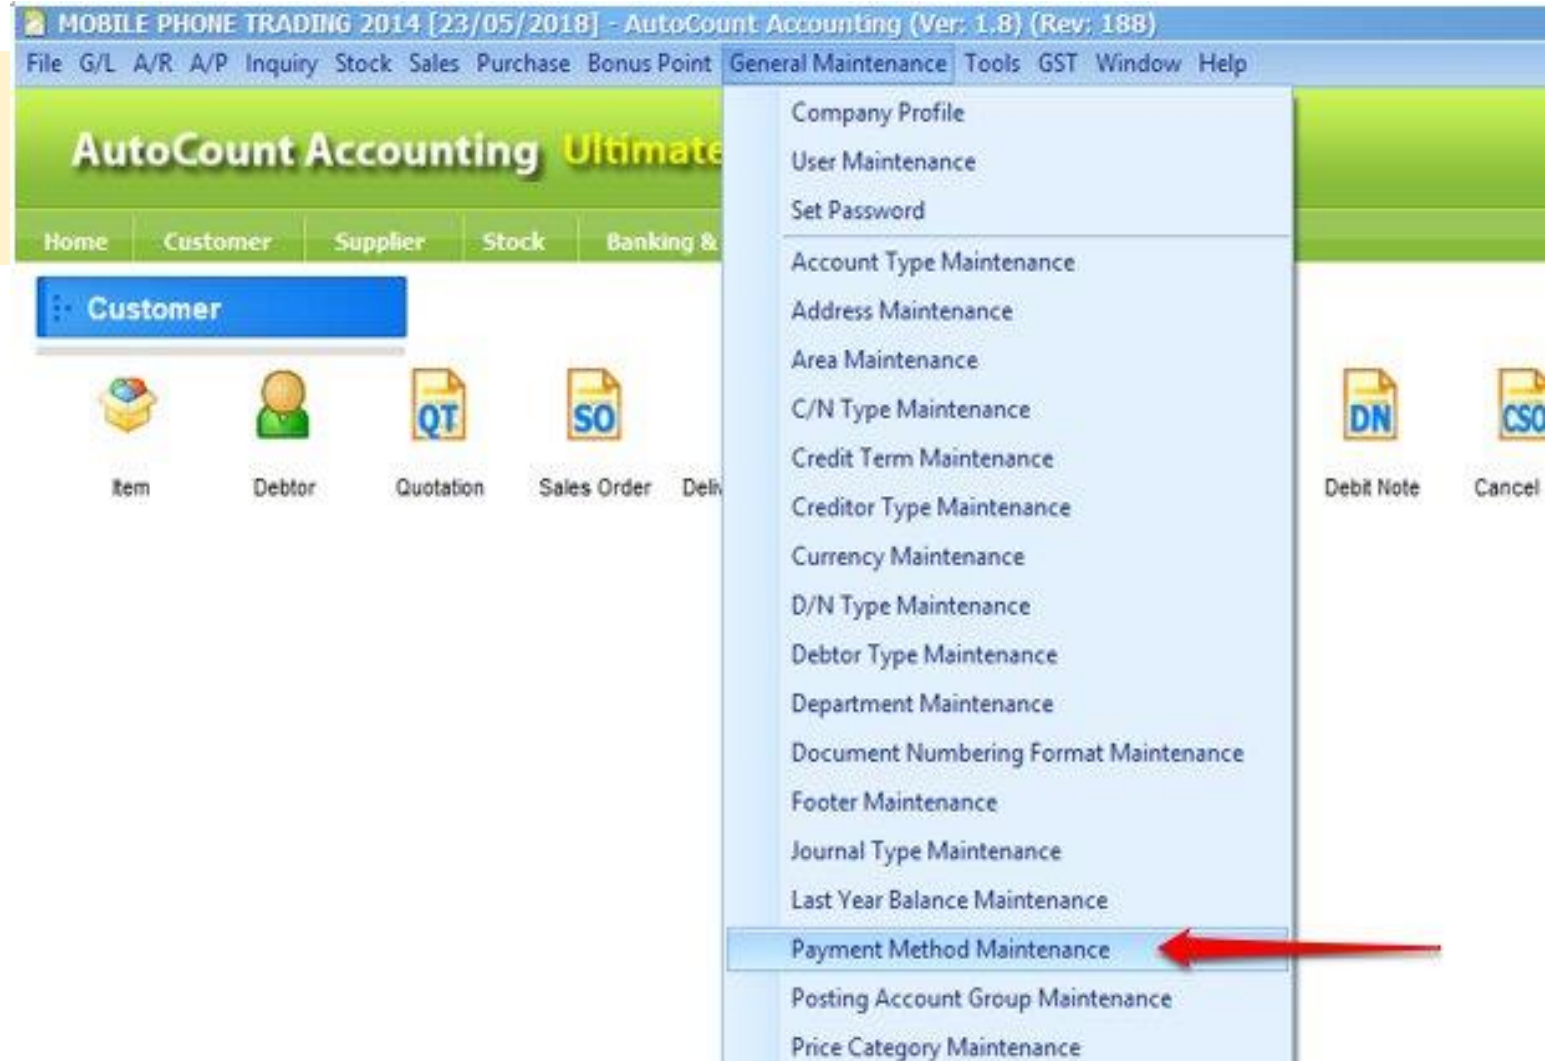 MOBILE PHONE TRADING 2014 [23/05/2018] - AutoCount Accounting (Ver: 1.8) (Rev: 188)
File G/L A/R A/P Inquiry Stock Sales Purchase Bonus Point General Maintenance Tools GST Window Help
AutoCount Accounting Ultimate
Home Customer Supplier Stock Banking &
Customer
QT SO DN CSO
Item Debtor Quotation Sales Order Debit Note Cancel
Company Profile
User Maintenance
Set Password
Account Type Maintenance
Address Maintenance
Area Maintenance
C/N Type Maintenance
Credit Term Maintenance
Creditor Type Maintenance
Currency Maintenance
D/N Type Maintenance
Debtor Type Maintenance
Department Maintenance
Document Numbering Format Maintenance
Footer Maintenance
Journal Type Maintenance
Last Year Balance Maintenance
Payment Method Maintenance
Posting Account Group Maintenance
Price Category Maintenance